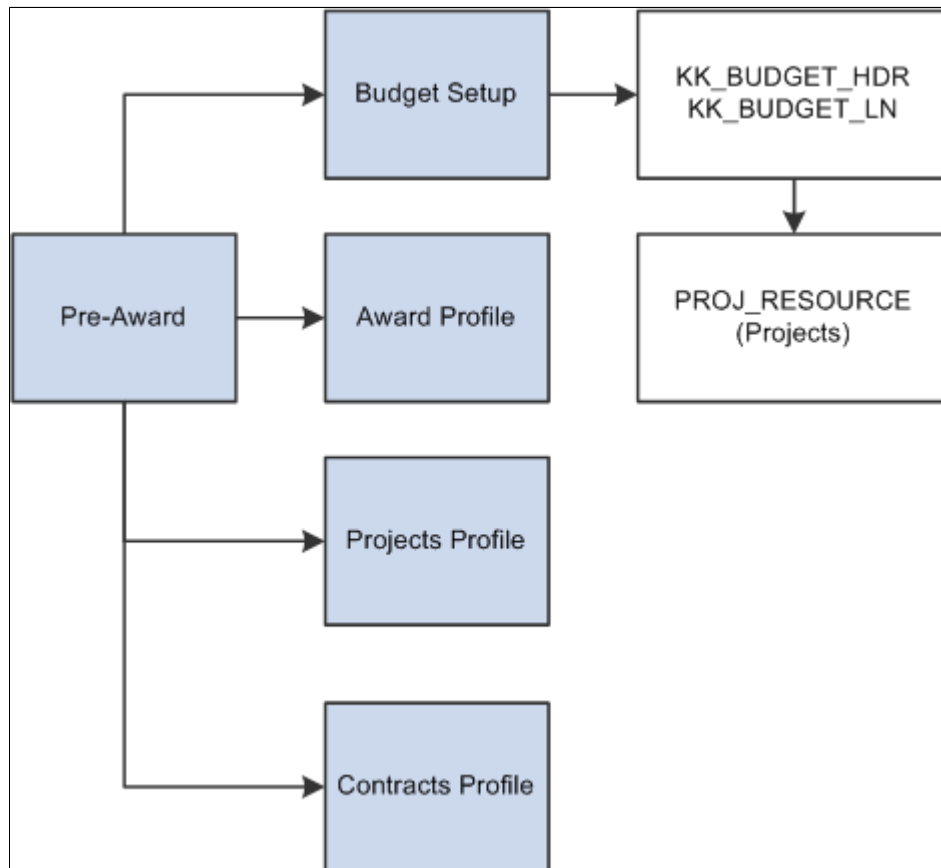 Budget Setup
KK_BUDGET_HDR
KK_BUDGET_LN
Pre-Award
Award Profile
PROJ_RESOURCE
(Projects)
Projects Profile
Contracts Profile